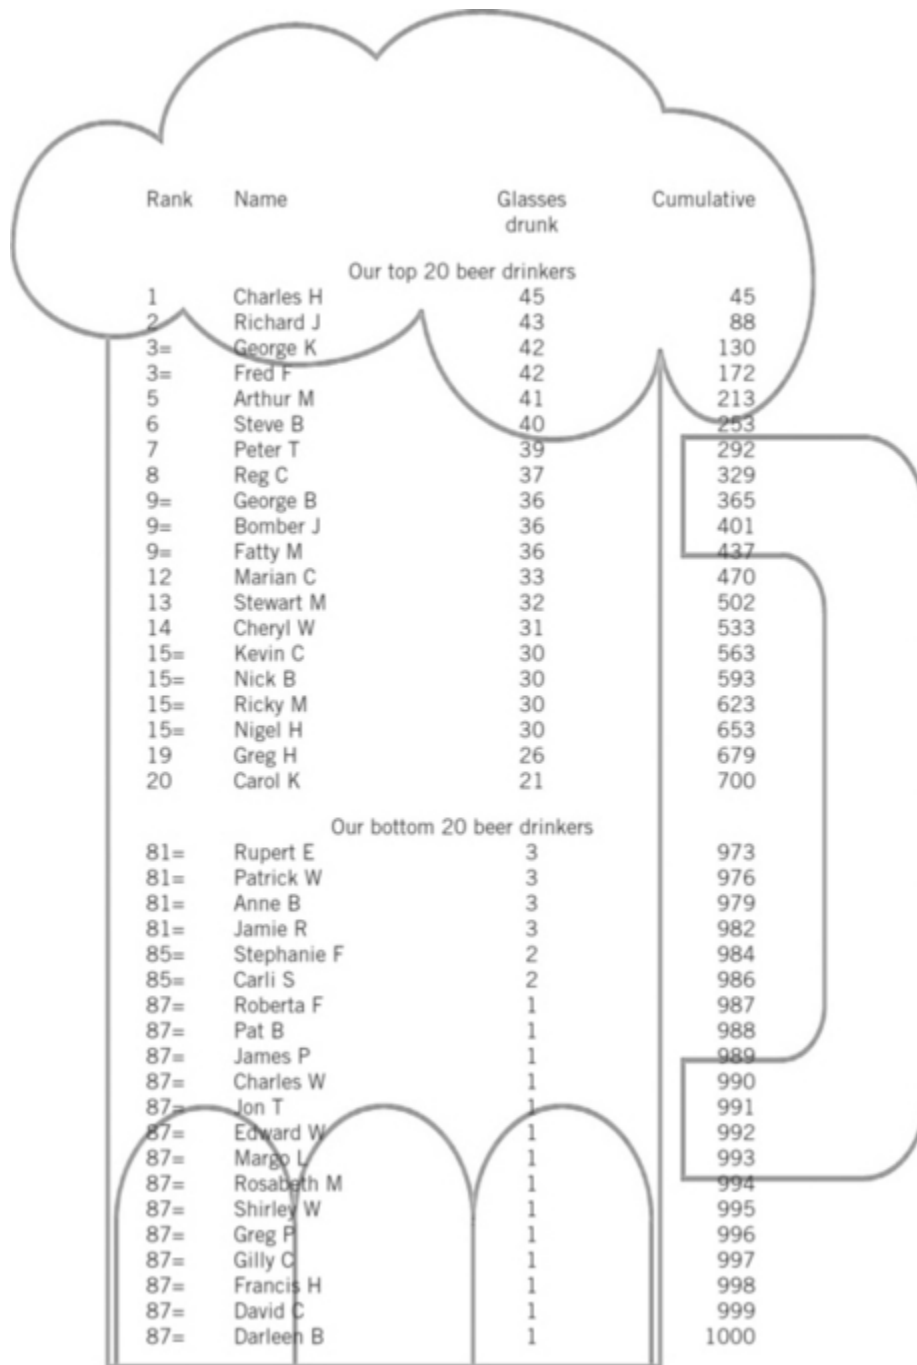 Rank Name Glasses drunk Cumulative
Our top 20 beer drinkers
1 Charles H 45 45
2 Richard J 43 88
3= George K 42 130
3= Fred F 42 172
5 Arthur M 41 213
6 Steve B 40 253
7 Peter T 39 292
8 Reg C 37 329
9= George B 36 365
9= Bomber J 36 401
9= Fatty M 36 437
12 Marian C 33 470
13 Stewart M 32 502
14 Cheryl W 31 533
15= Kevin C 30 563
15= Nick B 30 593
15= Ricky M 30 623
15= Nigel H 30 653
19 Greg H 26 679
20 Carol K 21 700
Our bottom 20 beer drinkers
81= Rupert E 3 973
81= Patrick W 3 976
81= Anne B 3 979
81= Jamie R 3 982
85= Stephanie F 2 984
85= Carli S 2 986
87= Roberta F 1 987
87= Pat B 1 988
87= James P 1 989
87= Charles W 1 990
87= Jon T 1 991
87= Edward W 1 992
87= Margo L 1 993
87= Rosabeth M 1 994
87= Shirley W 1 995
87= Greg P 1 996
87= Gilly C 1 997
87= Francis H 1 998
87= David C 1 999
87= Darleen B 1 1000